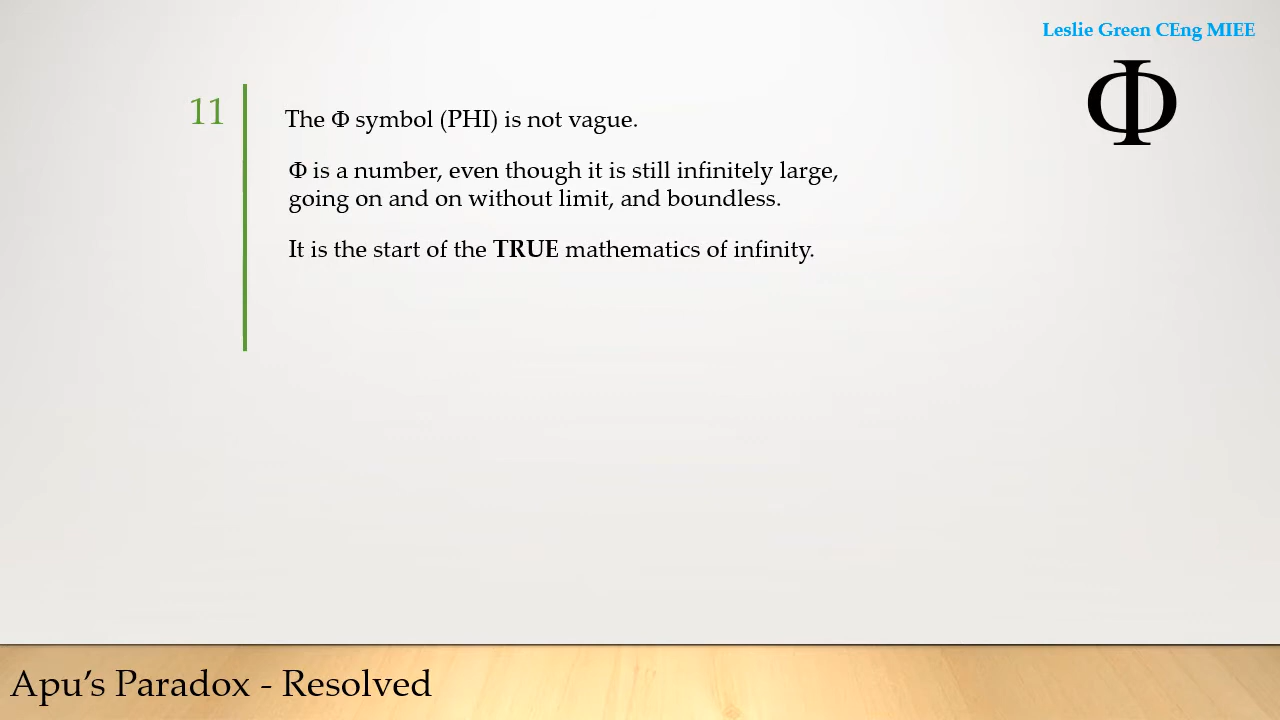 Leslie Green CEng MIEE
Φ
11
The Φ symbol (PHI) is not vague.
Φ is a number, even though it is still infinitely large,
going on and on without limit, and boundless.
It is the start of the TRUE mathematics of infinity.
Apu’s Paradox - Resolved